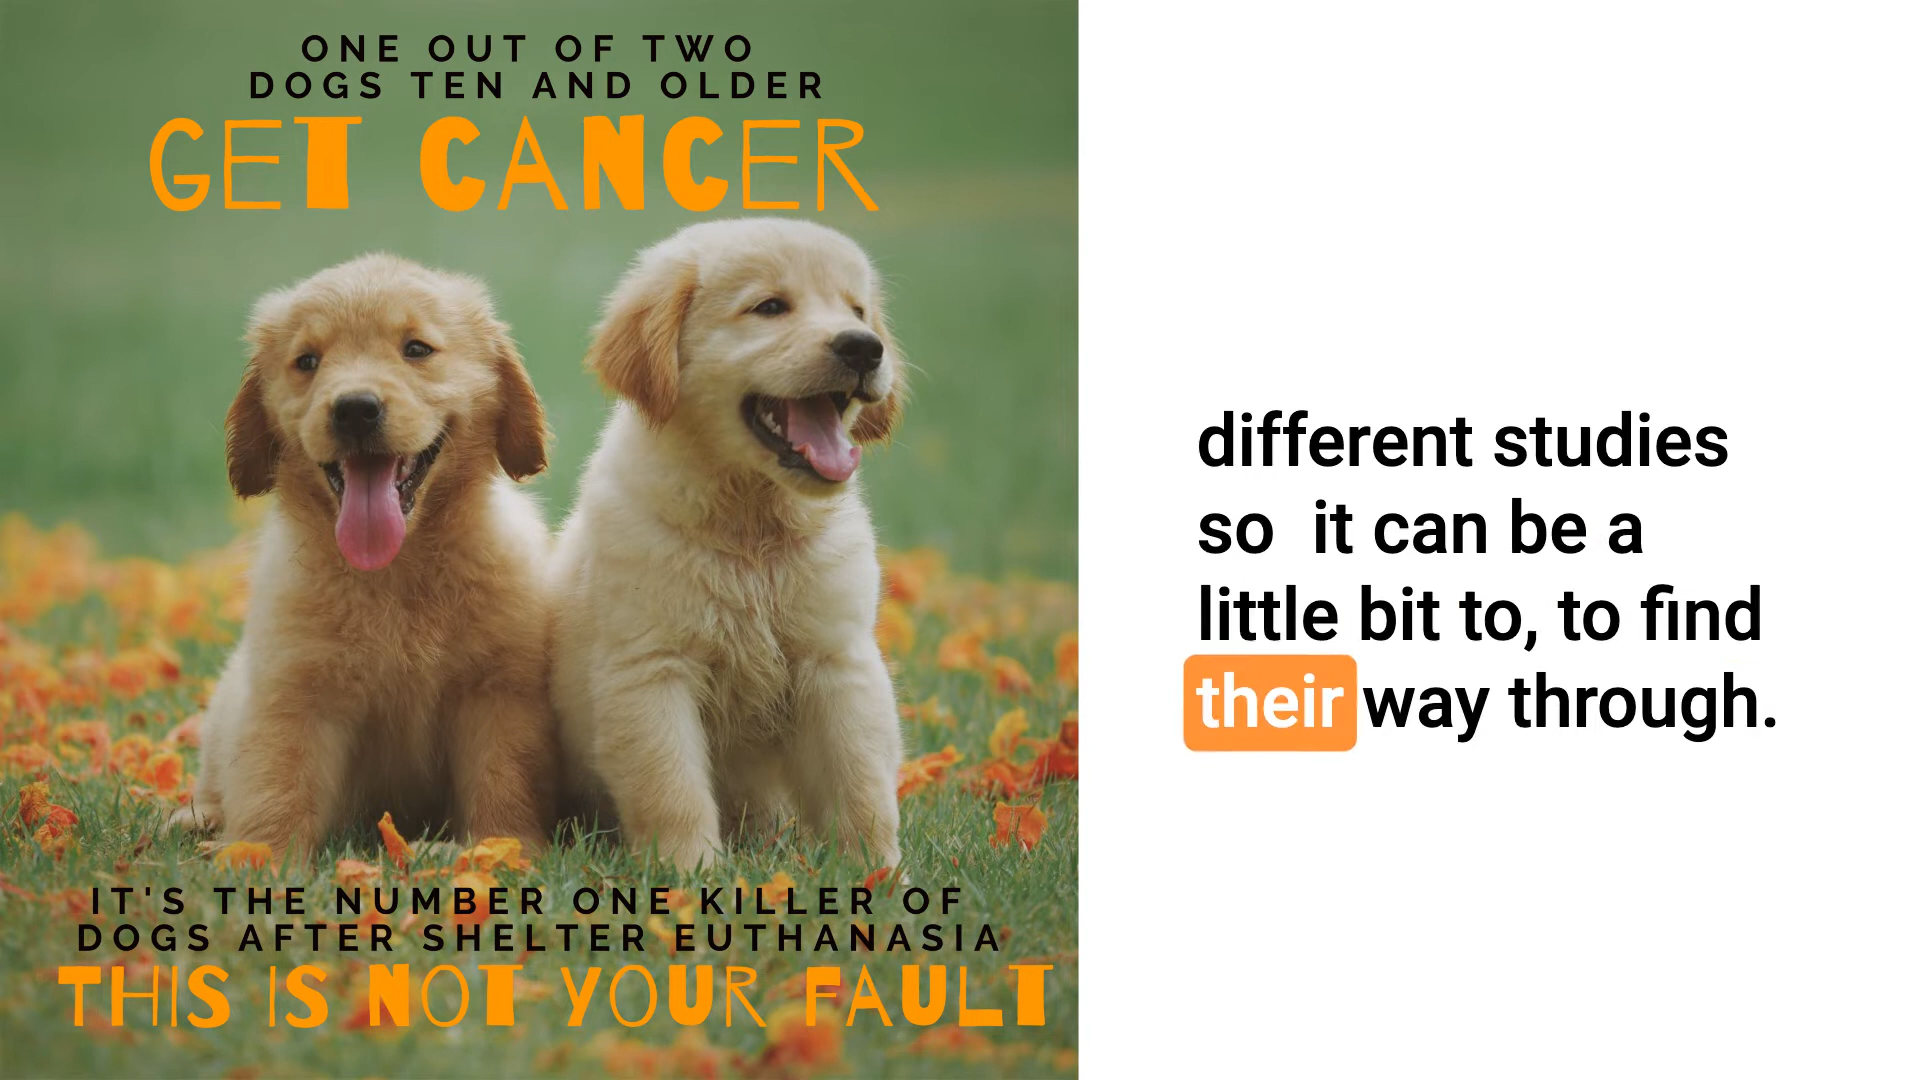 ONE OUT OF TWO
DOGS TEN AND OLDER
GET CANCER
IT'S THE NUMBER ONE KILLER OF
DOGS AFTER SHELTER EUTHANASIA
THIS IS NOT YOUR FAULT
different studies
so  it can be a
little bit to, to find
their way through.